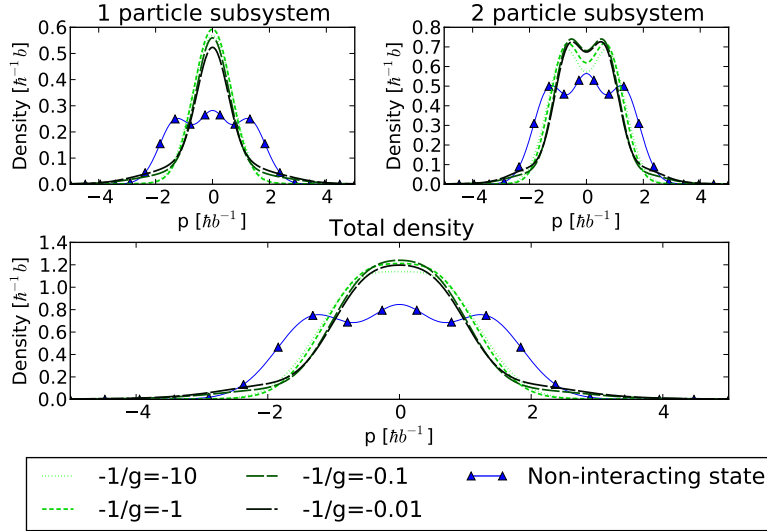 1 particle subsystem
2 particle subsystem
0.6
0.5
0.4
0.3
0.2
0.1
0.0
Density [ℏ⁻¹b]
−4 −2 0 2 4
p [ℏb⁻¹]
0.8
0.7
0.6
0.5
0.4
0.3
0.2
0.1
0.0
Density [ℏ⁻¹b]
−4 −2 0 2 4
p [ℏb⁻¹]
Total density
1.4
1.2
1.0
0.8
0.6
0.4
0.2
0.0
Density [ℏ⁻¹b]
−4 −2 0 2 4
p [ℏb⁻¹]
-1/g=-10
-1/g=-1
-1/g=-0.1
-1/g=-0.01
Non-interacting state